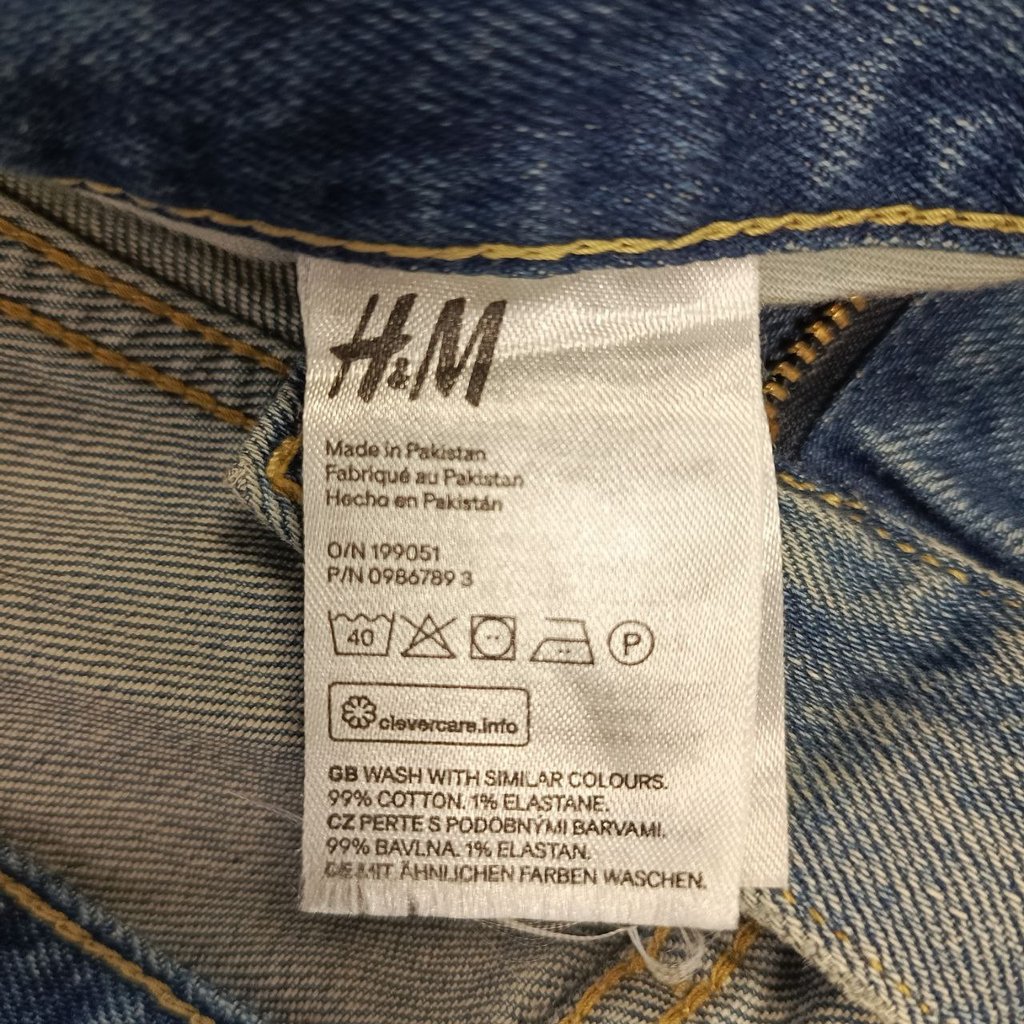 H&M
Made in Pakistan
Fabriqué au Pakistan
Hecho en Pakistán
O/N 199051
P/N 0986789 3
40 P
clevercare.info
GB WASH WITH SIMILAR COLOURS.
99% COTTON. 1% ELASTANE.
CZ PERTE S PODOBNÝMI BARVAMI.
99% BAVLNA. 1% ELASTAN.
DE MIT ÄHNLICHEN FARBEN WASCHEN.